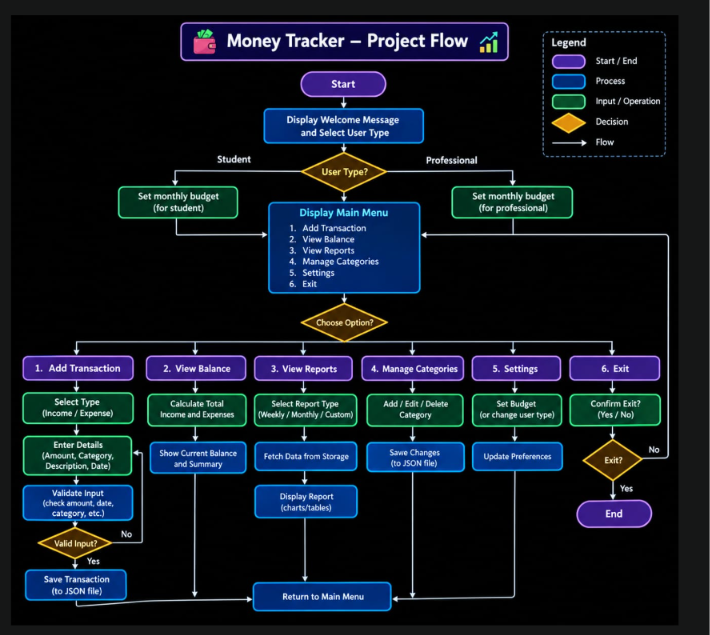 Money Tracker – Project Flow
Legend
Start / End
Process
Input / Operation
Decision
Flow
Start
Display Welcome Message
and Select User Type
Student
User Type?
Professional
Set monthly budget
(for student)
Set monthly budget
(for professional)
Display Main Menu
1. Add Transaction
2. View Balance
3. View Reports
4. Manage Categories
5. Settings
6. Exit
Choose Option?
1. Add Transaction
2. View Balance
3. View Reports
4. Manage Categories
5. Settings
6. Exit
Select Type
(Income / Expense)
Calculate Total
Income and Expenses
Select Report Type
(Weekly / Monthly / Custom)
Add / Edit / Delete
Category
Set Budget
(or change user type)
Confirm Exit?
(Yes / No)
Enter Details
(Amount, Category,
Description, Date)
Show Current Balance
and Summary
Fetch Data from Storage
Save Changes
(to JSON file)
Update Preferences
Exit?
No
Yes
End
Validate Input
(check amount, date,
category, etc.)
Display Report
(charts/tables)
Valid Input?
No
Yes
Save Transaction
(to JSON file)
Return to Main Menu